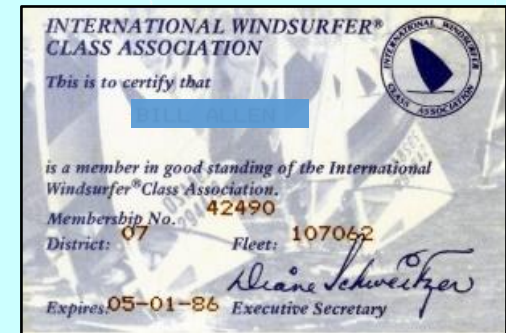 INTERNATIONAL WINDSURFER®
CLASS ASSOCIATION
This is to certify that
BILL ALLEN
is a member in good standing of the International
Windsurfer® Class Association.
Membership No. 42490
District: 07 Fleet: 107062
Diane Schweitzer
Expires: 05-01-86 Executive Secretary
INTERNATIONAL WINDSURFER
CLASS ASSOCIATION